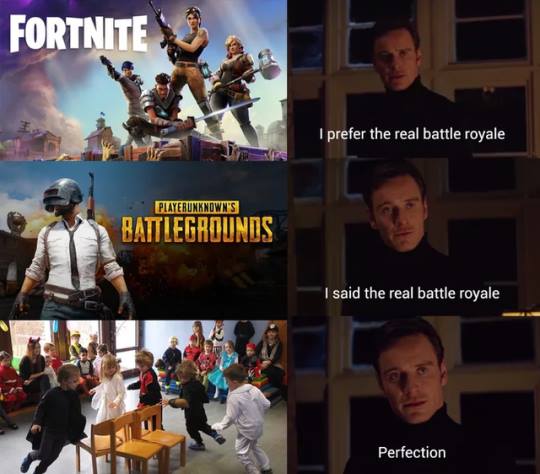 FORTNITE
I prefer the real battle royale
PLAYERUNKNOWN'S
BATTLEGROUNDS
I said the real battle royale
Perfection